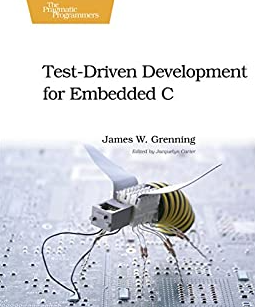 The
Pragmatic
Programmers
Test-Driven Development
for Embedded C
James W. Grenning
Edited by Jacquelyn Carter